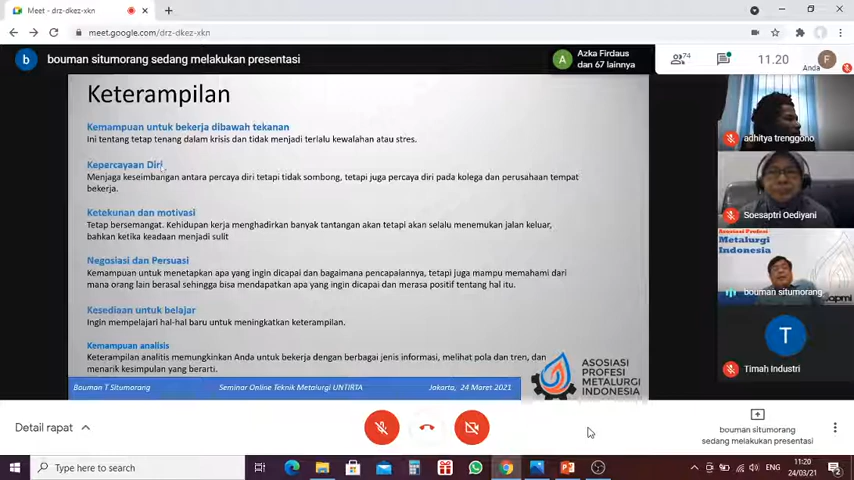 Meet - drz-dkez-xkn
meet.google.com/drz-dkez-xkn
b
bouman situmorang sedang melakukan presentasi
A
Azka Firdaus
dan 67 lainnya
74
11.20
Anda
F
Keterampilan
Kemampuan untuk bekerja dibawah tekanan
Ini tentang tetap tenang dalam krisis dan tidak menjadi terlalu kewalahan atau stres.
Kepercayaan Diri
Menjaga keseimbangan antara percaya diri tetapi tidak sombong, tetapi juga percaya diri pada kolega dan perusahaan tempat
bekerja.
Ketekunan dan motivasi
Tetap bersemangat. Kehidupan kerja menghadirkan banyak tantangan akan tetapi akan selalu menemukan jalan keluar,
bahkan ketika keadaan menjadi sulit
Negosiasi dan Persuasi
Kemampuan untuk menetapkan apa yang ingin dicapai dan bagaimana pencapaiannya, tetapi juga mampu memahami dari
mana orang lain berasal sehingga bisa mendapatkan apa yang ingin dicapai dan merasa positif tentang hal itu.
Kesediaan untuk belajar
Ingin mempelajari hal-hal baru untuk meningkatkan keterampilan.
Kemampuan analisis
Keterampilan analitis memungkinkan Anda untuk bekerja dengan berbagai jenis informasi, melihat pola dan tren, dan
menarik kesimpulan yang berarti.
Bauman T Situmorang
Seminar Online Teknik Metalurgi UNTIRTA
Jakarta, 24 Maret 2021
ASOSIASI
PROFESI
METALURGI
INDONESIA
adhitya trenggono
Soesaptri Oediyani
Asosiasi Profesi
Metalurgi
Indonesia
apmi
bouman situmorang
T
Timah Industri
Detail rapat
bouman situmorang
sedang melakukan presentasi
Type here to search
ENG
11:20
24/03/21
2